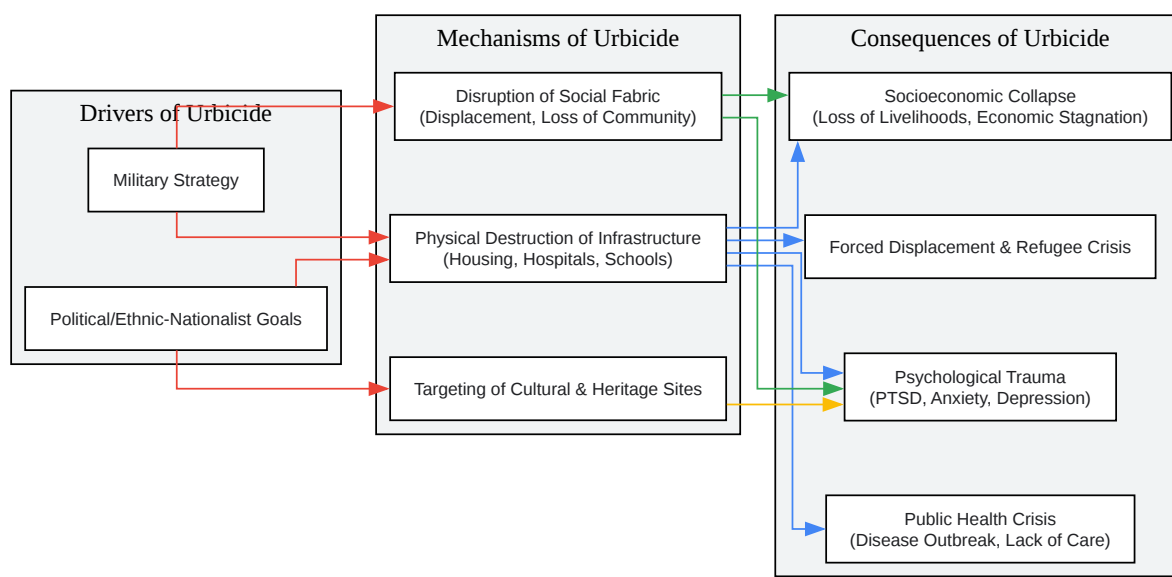 Drivers of Urbicide
Military Strategy
Political/Ethnic-Nationalist Goals
Mechanisms of Urbicide
Disruption of Social Fabric
(Displacement, Loss of Community)
Physical Destruction of Infrastructure
(Housing, Hospitals, Schools)
Targeting of Cultural & Heritage Sites
Consequences of Urbicide
Socioeconomic Collapse
(Loss of Livelihoods, Economic Stagnation)
Forced Displacement & Refugee Crisis
Psychological Trauma
(PTSD, Anxiety, Depression)
Public Health Crisis
(Disease Outbreak, Lack of Care)